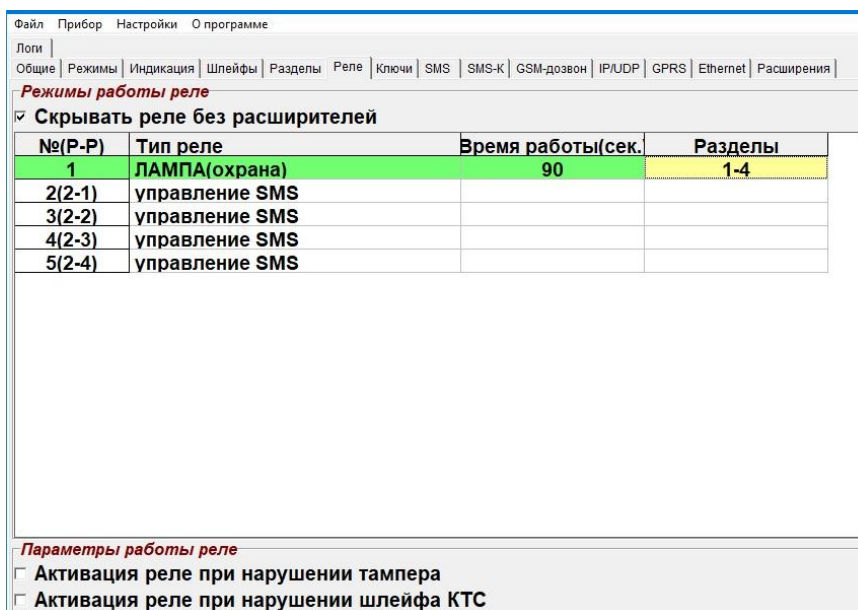 Файл Прибор Настройки О программе
Логи
Общие Режимы Индикация Шлейфы Разделы Реле Ключи SMS SMS-K GSM-дозвон IP/UDP GPRS Ethernet Расширения
Режимы работы реле
Скрывать реле без расширителей
№(Р-Р) Тип реле Время работы(сек.) Разделы
1 ЛАМПА(охрана) 90 1-4
2(2-1) управление SMS
3(2-2) управление SMS
4(2-3) управление SMS
5(2-4) управление SMS
Параметры работы реле
Активация реле при нарушении тампера
Активация реле при нарушении шлейфа КТС